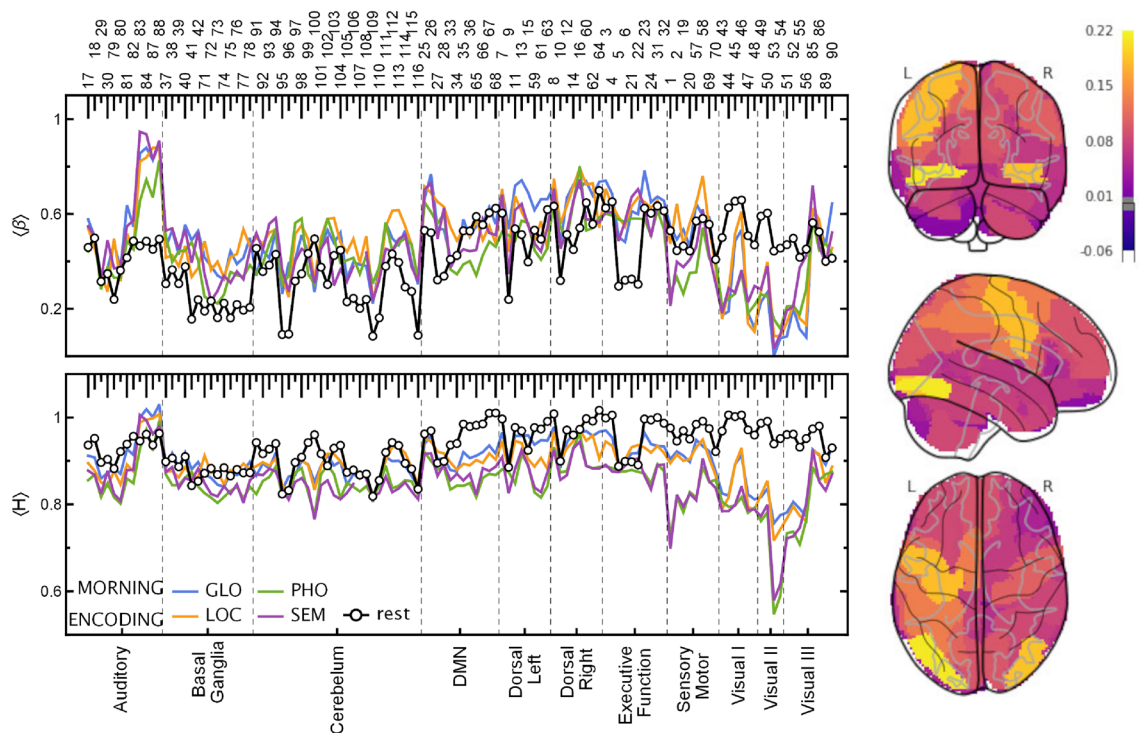 18 29 79 80 83 87 88 38 39 41 42 72 73 75 76 78 91 93 94 96 97 99 100 102 103 105 106 108 109 111 112 114 115 25 26 28 33 35 36 66 67 7 9 13 15 61 63 10 12 16 60 64 3 5 6 22 23 31 32 2 19 57 58 70 43 45 46 48 49 53 54 52 55 85 86 90
17 30 81 84 37 40 71 74 77 92 95 98 101 104 110 113 116 27 34 65 68 11 59 8 14 62 4 21 24 1 20 69 44 47 50 51 56 89
1
0.6
0.2
⟨β⟩
1
0.8
0.6
⟨H⟩
MORNING
ENCODING
GLO
PHO
LOC
SEM
rest
Auditory
Basal
Ganglia
Cerebellum
DMN
Dorsal
Left
Dorsal
Right
Executive
Function
Sensory
Motor
Visual I
Visual II
Visual III
L R
0.22
0.15
0.08
0.01
-0.06
L R